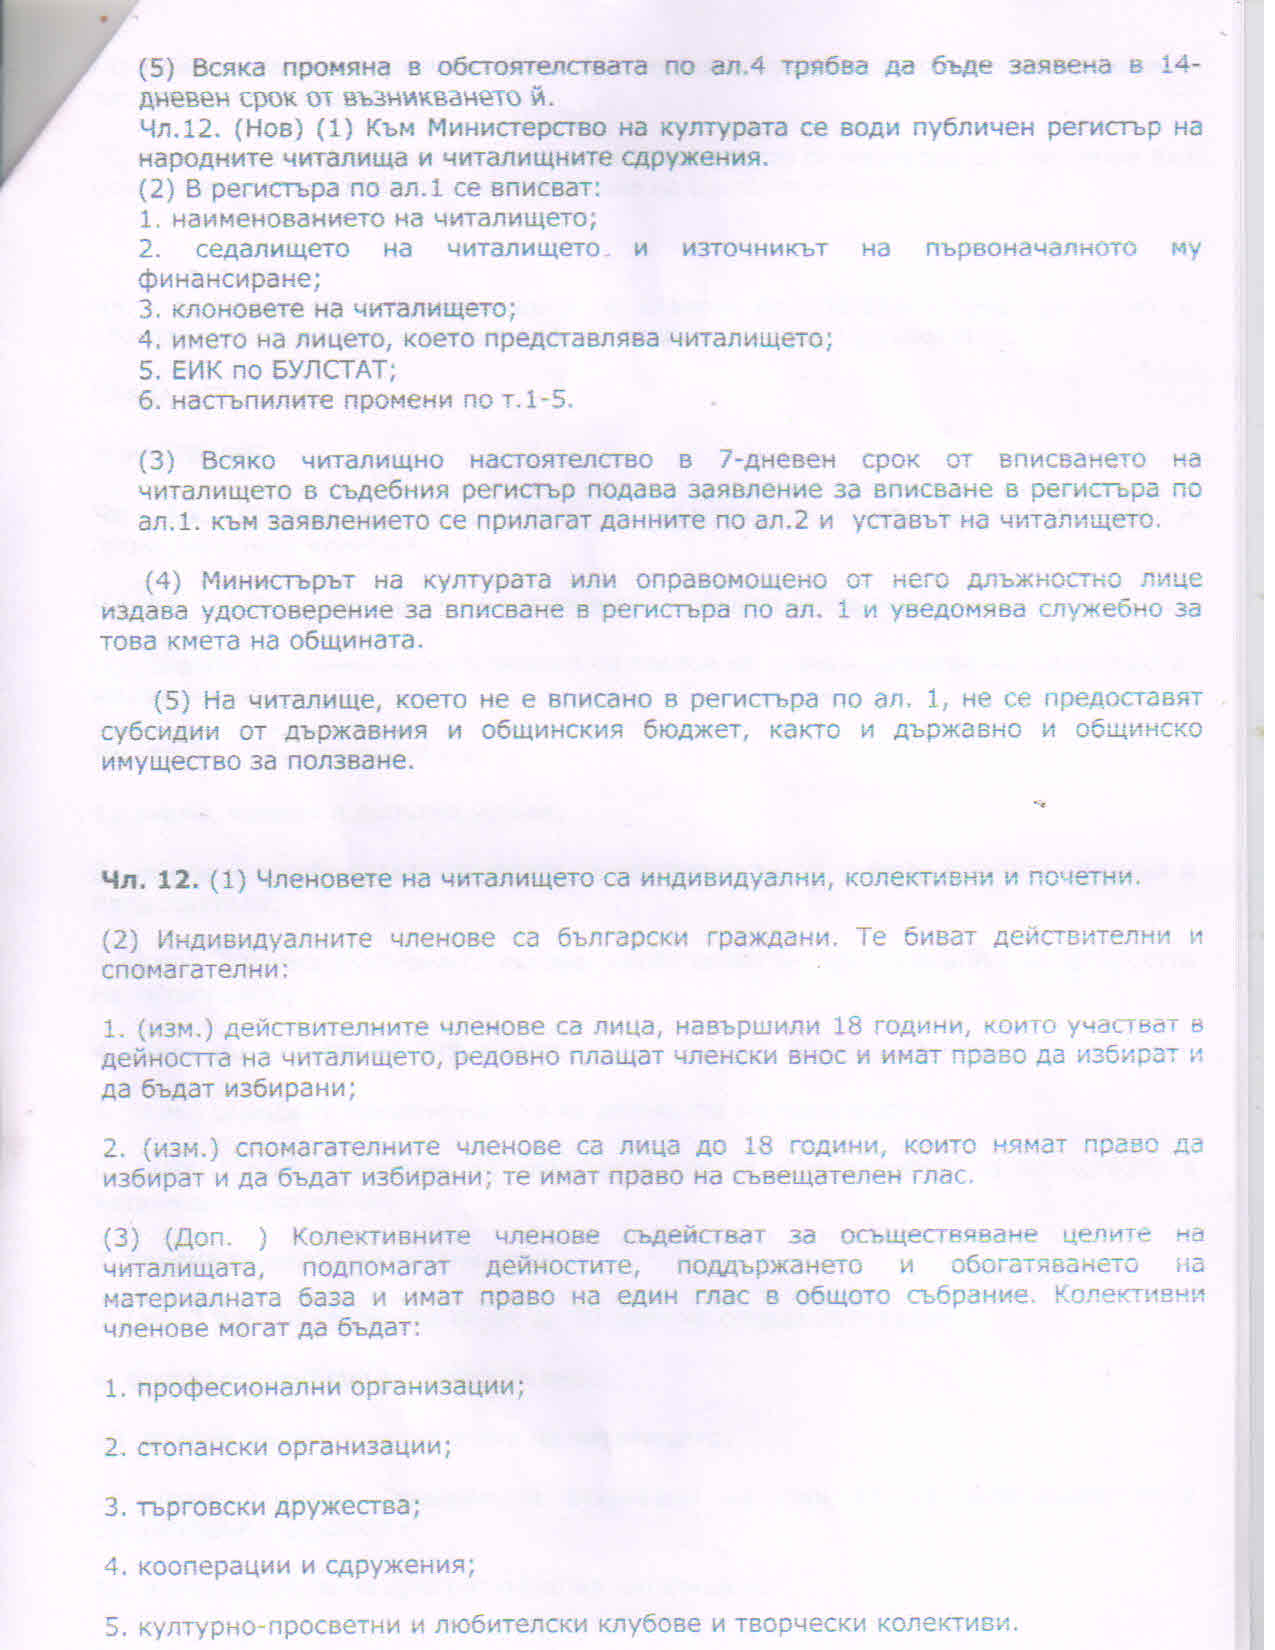 (5) Всяка промяна в обстоятелствата по ал.4 трябва да бъде заявена в 14-
дневен срок от възникването й.
Чл.12. (Нов) (1) Към Министерство на културата се води публичен регистър на
народните читалища и читалищните сдружения.
(2) В регистъра по ал.1 се вписват:
1. наименованието на читалището;
2. седалището на читалището и източникът на първоначалното му
финансиране;
3. клоновете на читалището;
4. името на лицето, което представлява читалището;
5. ЕИК по БУЛСТАТ;
6. настъпилите промени по т.1-5.
(3) Всяко читалищно настоятелство в 7-дневен срок от вписването на
читалището в съдебния регистър подава заявление за вписване в регистъра по
ал.1. към заявлението се прилагат данните по ал.2 и уставът на читалището.
(4) Министърът на културата или оправомощено от него длъжностно лице
издава удостоверение за вписване в регистъра по ал. 1 и уведомява служебно за
това кмета на общината.
(5) На читалище, което не е вписано в регистъра по ал. 1, не се предоставят
субсидии от държавния и общинския бюджет, както и държавно и общинско
имущество за ползване.
Чл. 12. (1) Членовете на читалището са индивидуални, колективни и почетни.
(2) Индивидуалните членове са български граждани. Те биват действителни и
спомагателни:
1. (изм.) действителните членове са лица, навършили 18 години, които участват в
дейността на читалището, редовно плащат членски внос и имат право да избират и
да бъдат избирани;
2. (изм.) спомагателните членове са лица до 18 години, които нямат право да
избират и да бъдат избирани; те имат право на съвещателен глас.
(3) (Доп. ) Колективните членове съдействат за осъществяване целите на
читалищата, подпомагат дейностите, поддържането и обогатяването на
материалната база и имат право на един глас в общото събрание. Колективни
членове могат да бъдат:
1. професионални организации;
2. стопански организации;
3. търговски дружества;
4. кооперации и сдружения;
5. културно-просветни и любителски клубове и творчески колективи.